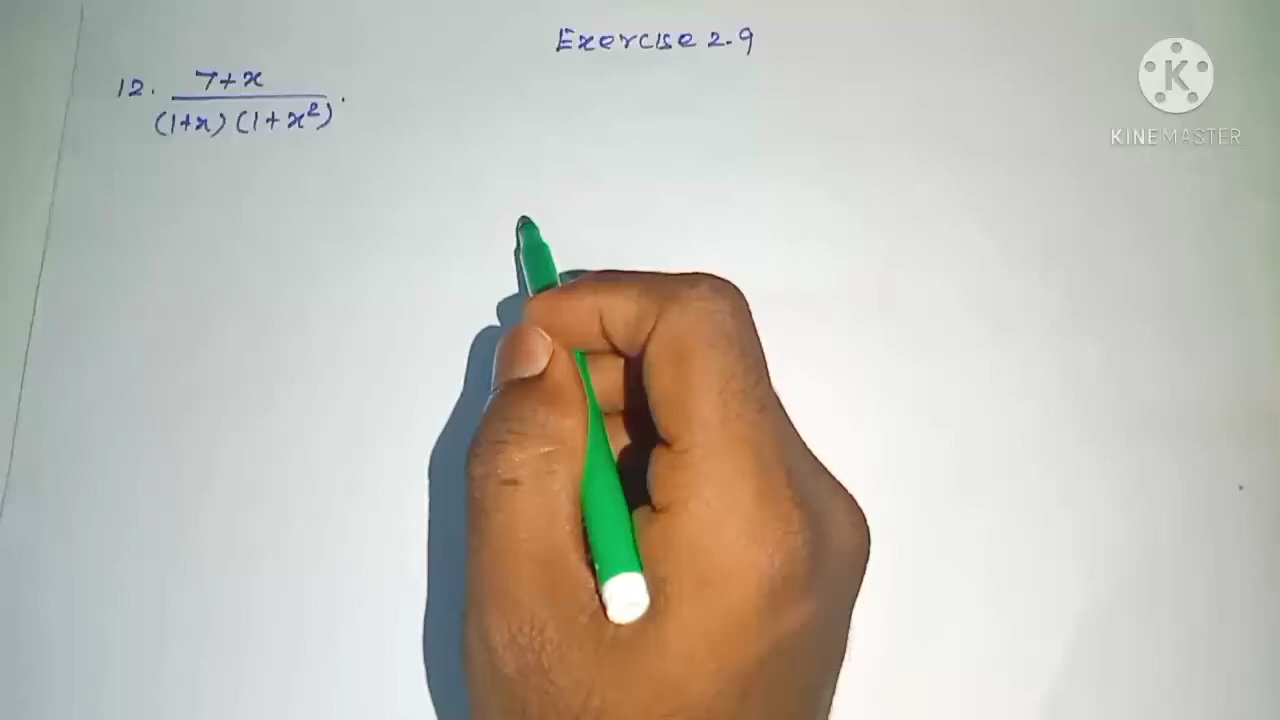 Exercise 2.9
12. 7+x
(1+x) (1+x²).
K
KINEMASTER